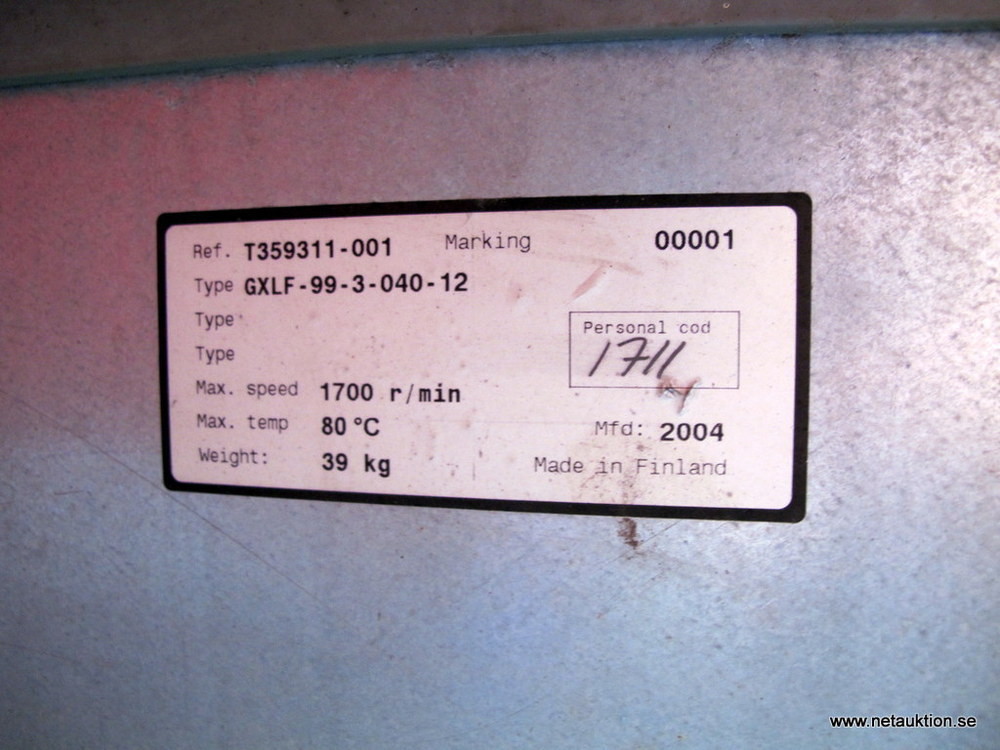 Ref. T359311-001 Marking 00001
Type GXLF-99-3-040-12
Type
Type
Personal cod
1711
Max. speed 1700 r/min
Max. temp 80 °C
Mfd: 2004
Weight: 39 kg
Made in Finland
www.netauktion.se